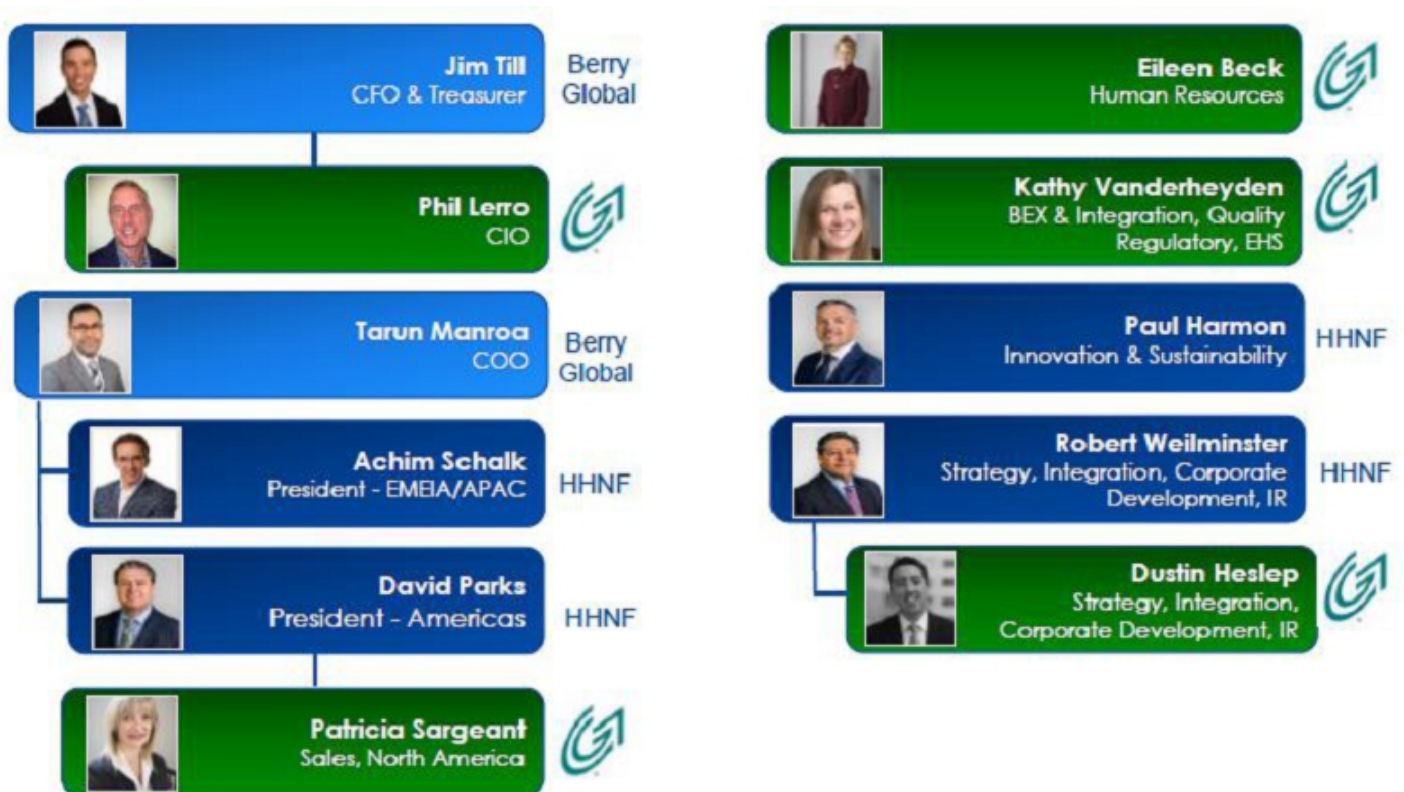 Jim Till
CFO & Treasurer
Berry
Global
Phil Lerro
CIO
Tarun Manroa
COO
Berry
Global
Achim Schalk
President - EMEIA/APAC
HHNF
David Parks
President - Americas
HHNF
Patricia Sargeant
Sales, North America
Eileen Beck
Human Resources
Kathy Vanderheyden
BEX & Integration, Quality
Regulatory, EHS
Paul Harmon
Innovation & Sustainability
HHNF
Robert Weilminster
Strategy, Integration, Corporate
Development, IR
HHNF
Dustin Heslep
Strategy, Integration,
Corporate Development, IR